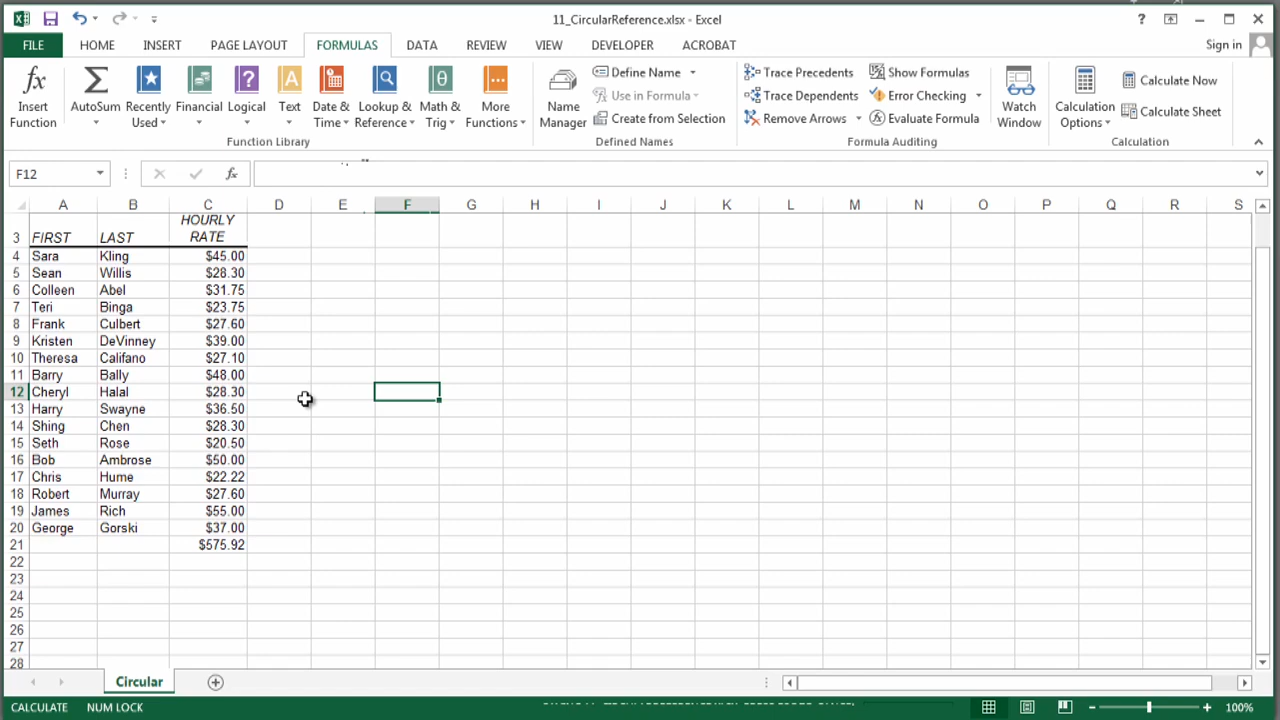 11_CircularReference.xlsx - Excel
FILE HOME INSERT PAGE LAYOUT FORMULAS DATA REVIEW VIEW DEVELOPER ACROBAT Sign in
Insert Function
AutoSum
Recently Used
Financial
Logical
Text
Date & Time
Lookup & Reference
Math & Trig
More Functions
Function Library
Name Manager
Define Name
Use in Formula
Create from Selection
Defined Names
Trace Precedents
Trace Dependents
Remove Arrows
Show Formulas
Error Checking
Evaluate Formula
Watch Window
Formula Auditing
Calculation Options
Calculate Now
Calculate Sheet
Calculation
F12 fx
A B C D E F G H I J K L M N O P Q R S
3 FIRST LAST HOURLY RATE
4 Sara Kling $45.00
5 Sean Willis $28.30
6 Colleen Abel $31.75
7 Teri Binga $23.75
8 Frank Culbert $27.60
9 Kristen DeVinney $39.00
10 Theresa Califano $27.10
11 Barry Bally $48.00
12 Cheryl Halal $28.30
13 Harry Swayne $36.50
14 Shing Chen $28.30
15 Seth Rose $20.50
16 Bob Ambrose $50.00
17 Chris Hume $22.22
18 Robert Murray $27.60
19 James Rich $55.00
20 George Gorski $37.00
21 $575.92
22
23
24
25
26
27
28
Circular
CALCULATE NUM LOCK 100%